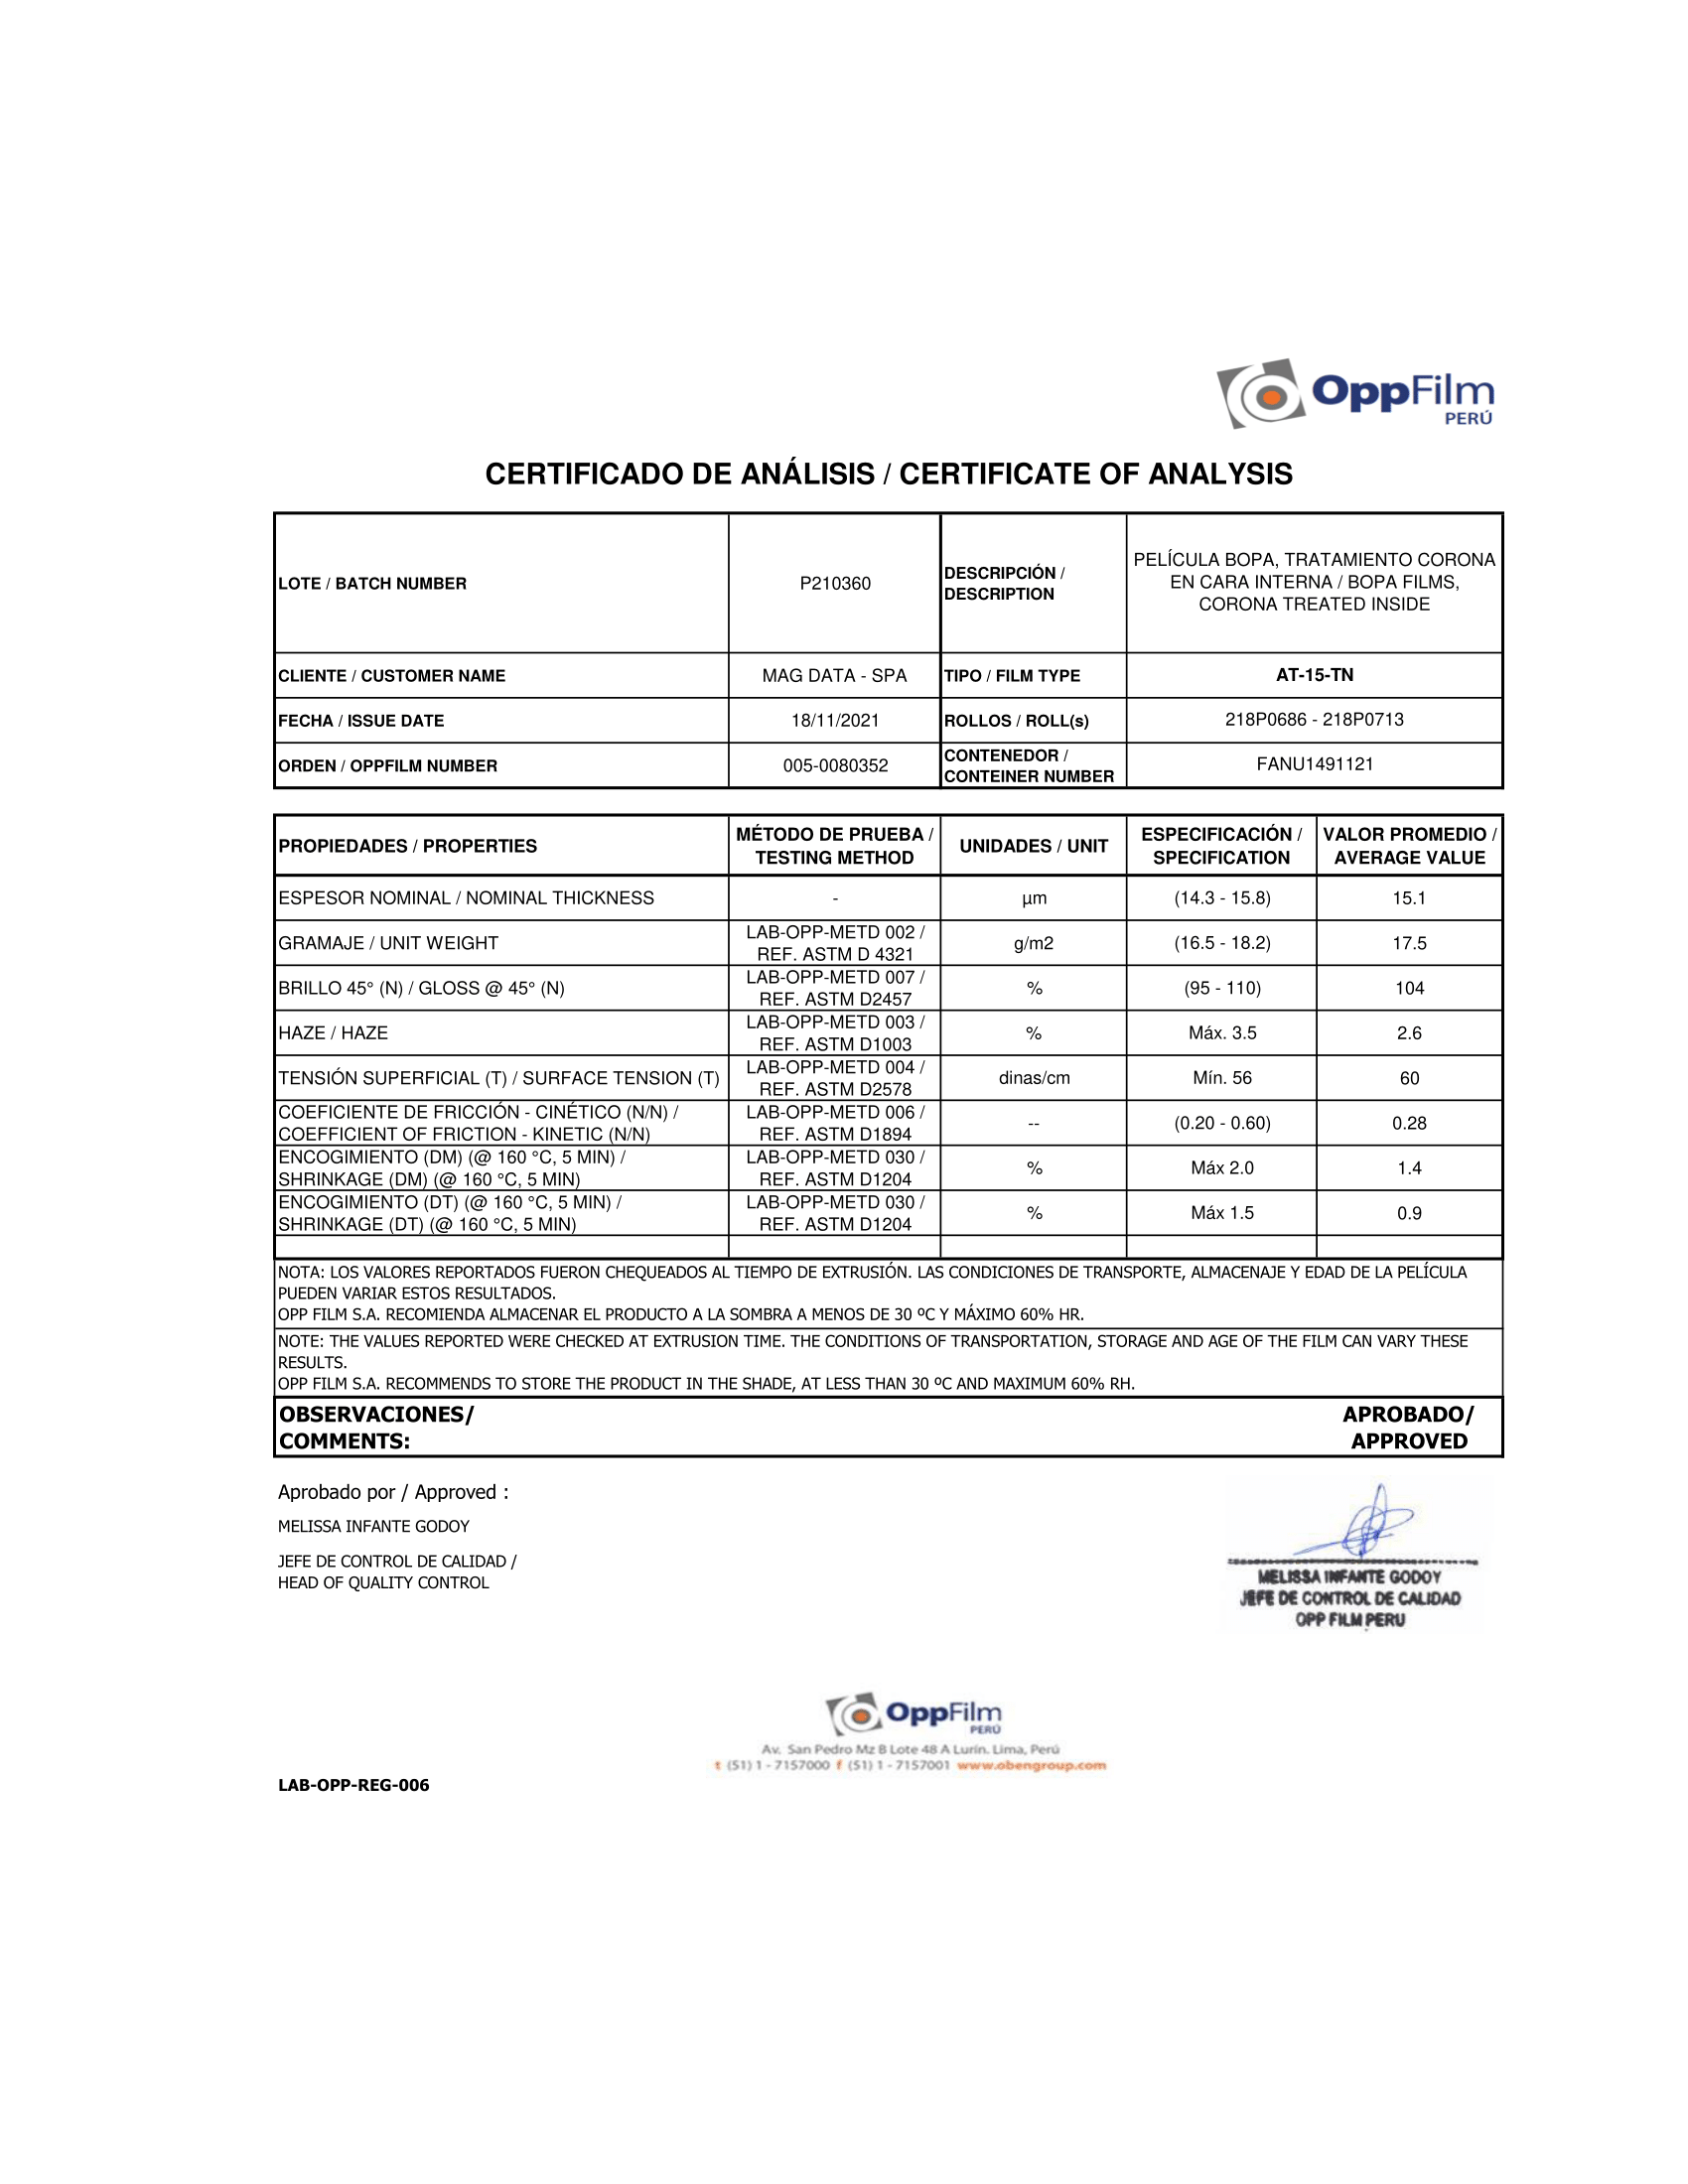 OppFilm
PERÚ
CERTIFICADO DE ANÁLISIS / CERTIFICATE OF ANALYSIS
LOTE / BATCH NUMBER
P210360
DESCRIPCIÓN /
DESCRIPTION
PELÍCULA BOPA, TRATAMIENTO CORONA
EN CARA INTERNA / BOPA FILMS,
CORONA TREATED INSIDE
CLIENTE / CUSTOMER NAME
MAG DATA - SPA
TIPO / FILM TYPE
AT-15-TN
FECHA / ISSUE DATE
18/11/2021
ROLLOS / ROLL(s)
218P0686 - 218P0713
ORDEN / OPPFILM NUMBER
005-0080352
CONTENEDOR /
CONTEINER NUMBER
FANU1491121
PROPIEDADES / PROPERTIES
MÉTODO DE PRUEBA /
TESTING METHOD
UNIDADES / UNIT
ESPECIFICACIÓN /
SPECIFICATION
VALOR PROMEDIO /
AVERAGE VALUE
ESPESOR NOMINAL / NOMINAL THICKNESS
-
µm
(14.3 - 15.8)
15.1
GRAMAJE / UNIT WEIGHT
LAB-OPP-METD 002 /
REF. ASTM D 4321
g/m2
(16.5 - 18.2)
17.5
BRILLO 45° (N) / GLOSS @ 45° (N)
LAB-OPP-METD 007 /
REF. ASTM D2457
%
(95 - 110)
104
HAZE / HAZE
LAB-OPP-METD 003 /
REF. ASTM D1003
%
Máx. 3.5
2.6
TENSIÓN SUPERFICIAL (T) / SURFACE TENSION (T)
LAB-OPP-METD 004 /
REF. ASTM D2578
dinas/cm
Mín. 56
60
COEFICIENTE DE FRICCIÓN - CINÉTICO (N/N) /
COEFFICIENT OF FRICTION - KINETIC (N/N)
LAB-OPP-METD 006 /
REF. ASTM D1894
--
(0.20 - 0.60)
0.28
ENCOGIMIENTO (DM) (@ 160 °C, 5 MIN) /
SHRINKAGE (DM) (@ 160 °C, 5 MIN)
LAB-OPP-METD 030 /
REF. ASTM D1204
%
Máx 2.0
1.4
ENCOGIMIENTO (DT) (@ 160 °C, 5 MIN) /
SHRINKAGE (DT) (@ 160 °C, 5 MIN)
LAB-OPP-METD 030 /
REF. ASTM D1204
%
Máx 1.5
0.9
NOTA: LOS VALORES REPORTADOS FUERON CHEQUEADOS AL TIEMPO DE EXTRUSIÓN. LAS CONDICIONES DE TRANSPORTE, ALMACENAJE Y EDAD DE LA PELÍCULA
PUEDEN VARIAR ESTOS RESULTADOS.
OPP FILM S.A. RECOMIENDA ALMACENAR EL PRODUCTO A LA SOMBRA A MENOS DE 30 ºC Y MÁXIMO 60% HR.
NOTE: THE VALUES REPORTED WERE CHECKED AT EXTRUSION TIME. THE CONDITIONS OF TRANSPORTATION, STORAGE AND AGE OF THE FILM CAN VARY THESE
RESULTS.
OPP FILM S.A. RECOMMENDS TO STORE THE PRODUCT IN THE SHADE, AT LESS THAN 30 ºC AND MAXIMUM 60% RH.
OBSERVACIONES/
COMMENTS:
APROBADO/
APPROVED
Aprobado por / Approved :
MELISSA INFANTE GODOY
JEFE DE CONTROL DE CALIDAD /
HEAD OF QUALITY CONTROL
MELISSA INFANTE GODOY
JEFE DE CONTROL DE CALIDAD
OPP FILM PERU
OppFilm
PERÚ
Av. San Pedro Mz B Lote 48 A Lurín. Lima, Perú
t (51) 1 - 7157000 f (51) 1 - 7157001 www.obengroup.com
LAB-OPP-REG-006